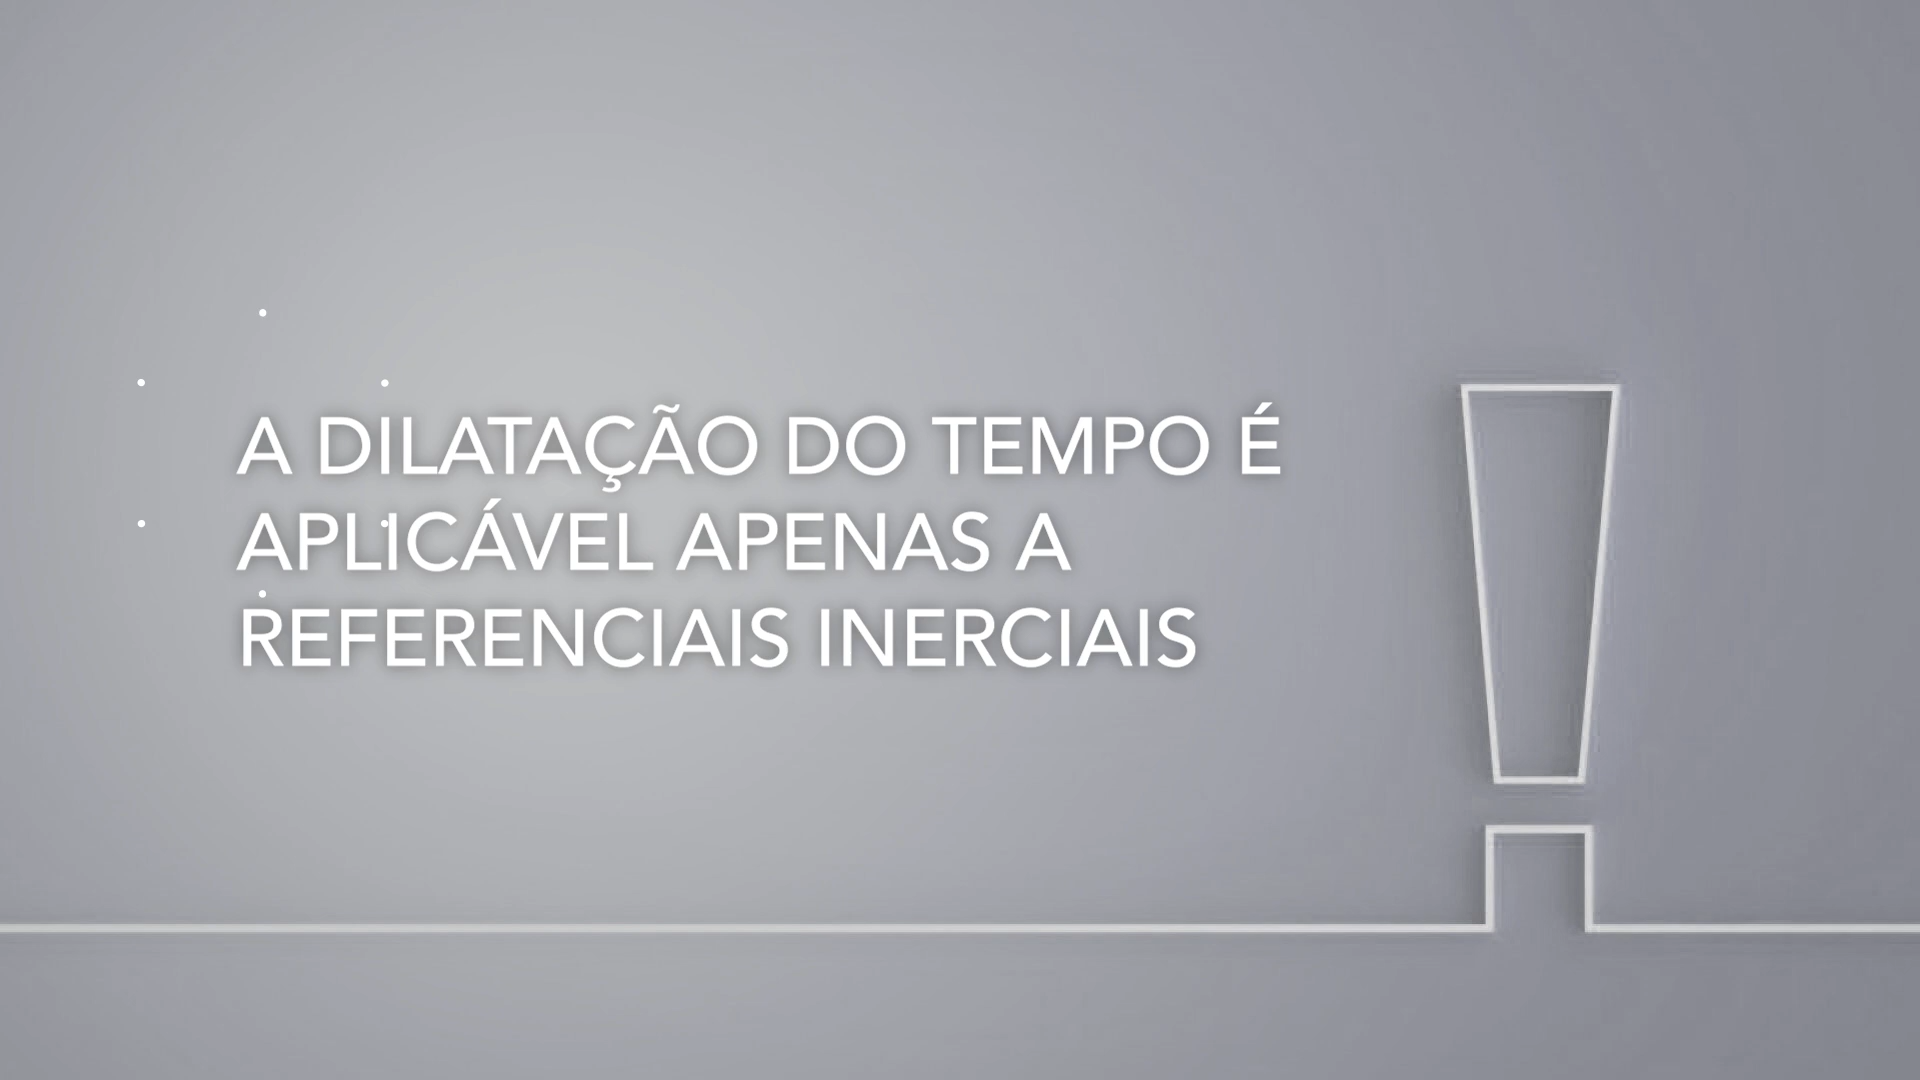 A DILATAÇÃO DO TEMPO É
APLICÁVEL APENAS A
REFERENCIAIS INERCIAIS